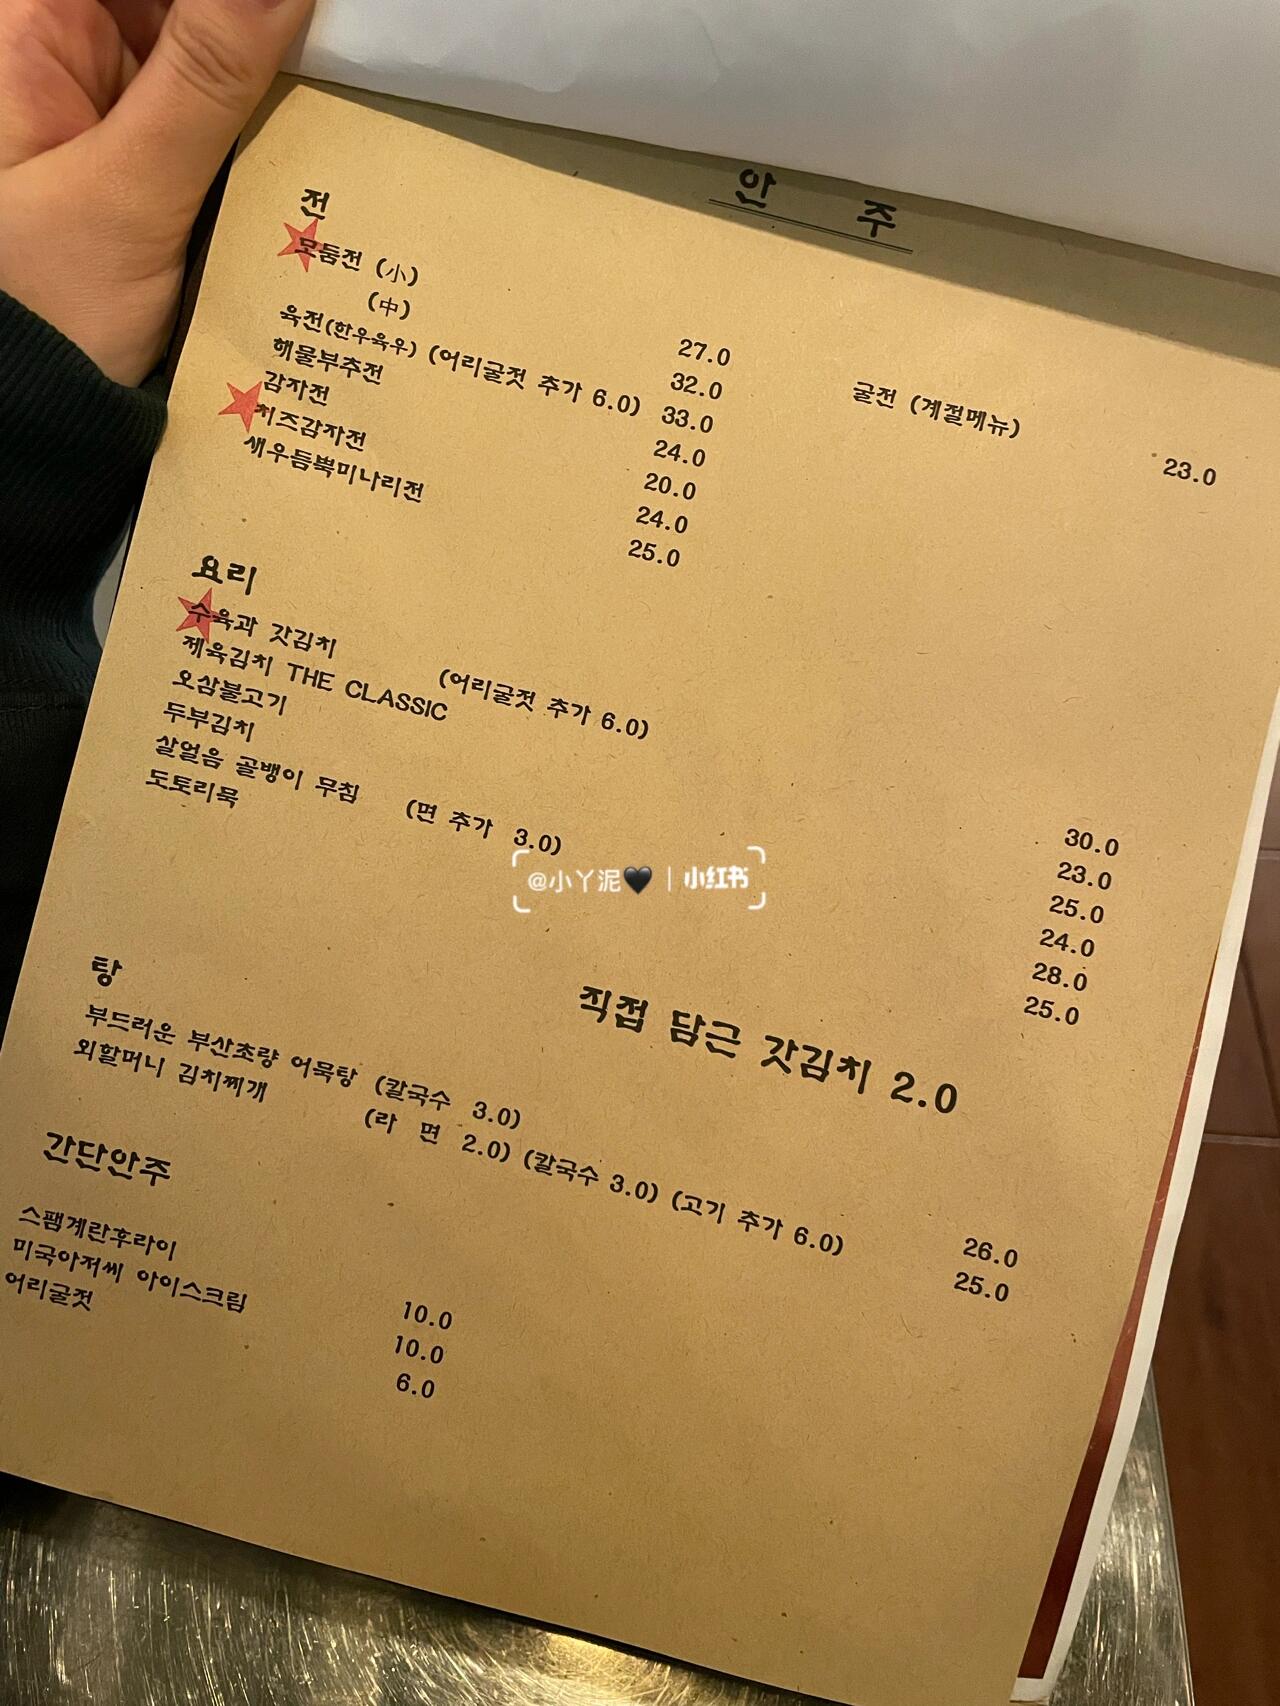 안 주
전
모둠전 (小) 27.0
(中) 32.0
육전(한우육우) (어리굴젓 추가 6.0) 33.0
해물부추전 24.0
감자전 20.0
치즈감자전 24.0
새우듬뿍미나리전 25.0
굴전 (계절메뉴) 23.0
요리
수육과 갓김치 (어리굴젓 추가 6.0) 30.0
제육김치 THE CLASSIC 23.0
오삼불고기 25.0
두부김치 24.0
살얼음 골뱅이 무침 (면 추가 3.0) 28.0
도토리묵 25.0
@小丫泥🖤 | 小红书
직접 담근 갓김치 2.0
탕
부드러운 부산초량 어묵탕 (칼국수 3.0) 26.0
외할머니 김치찌개 (라 면 2.0) (칼국수 3.0) (고기 추가 6.0) 25.0
간단안주
스팸계란후라이 10.0
미국아저씨 아이스크림 10.0
어리굴젓 6.0